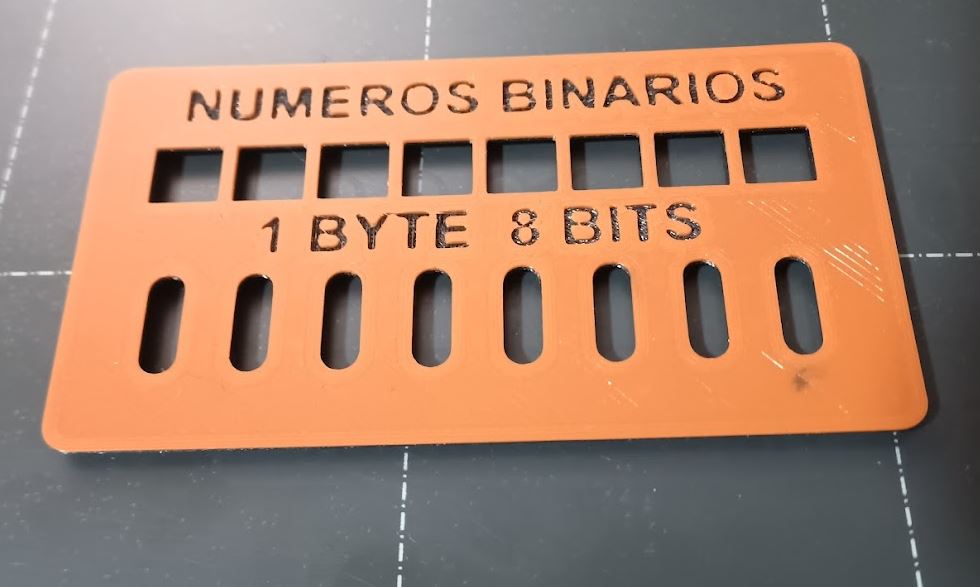 NUMEROS BINARIOS
1 BYTE 8 BITS